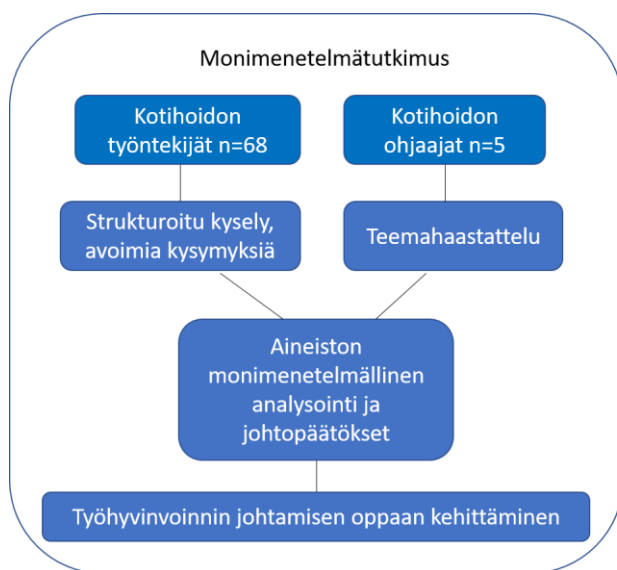 Monimenetelmätutkimus
Kotihoidon
työntekijät n=68
Kotihoidon
ohjaajat n=5
Strukturoitu kysely,
avoimia kysymyksiä
Teemahaastattelu
Aineiston
monimenetelmällinen
analysointi ja
johtopäätökset
Työhyvinvoinnin johtamisen oppaan kehittäminen